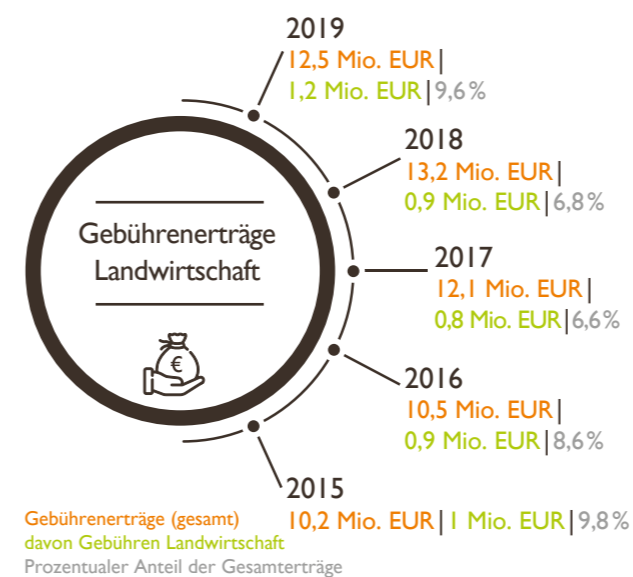 2019
12,5 Mio. EUR|
1,2 Mio. EUR|9,6%
2018
13,2 Mio. EUR|
0,9 Mio. EUR|6,8%
Gebührenerträge
Landwirtschaft
€
2017
12,1 Mio. EUR|
0,8 Mio. EUR|6,6%
2016
10,5 Mio. EUR|
0,9 Mio. EUR|8,6%
2015
10,2 Mio. EUR|1 Mio. EUR|9,8%
Gebührenerträge (gesamt)
davon Gebühren Landwirtschaft
Prozentualer Anteil der Gesamterträge